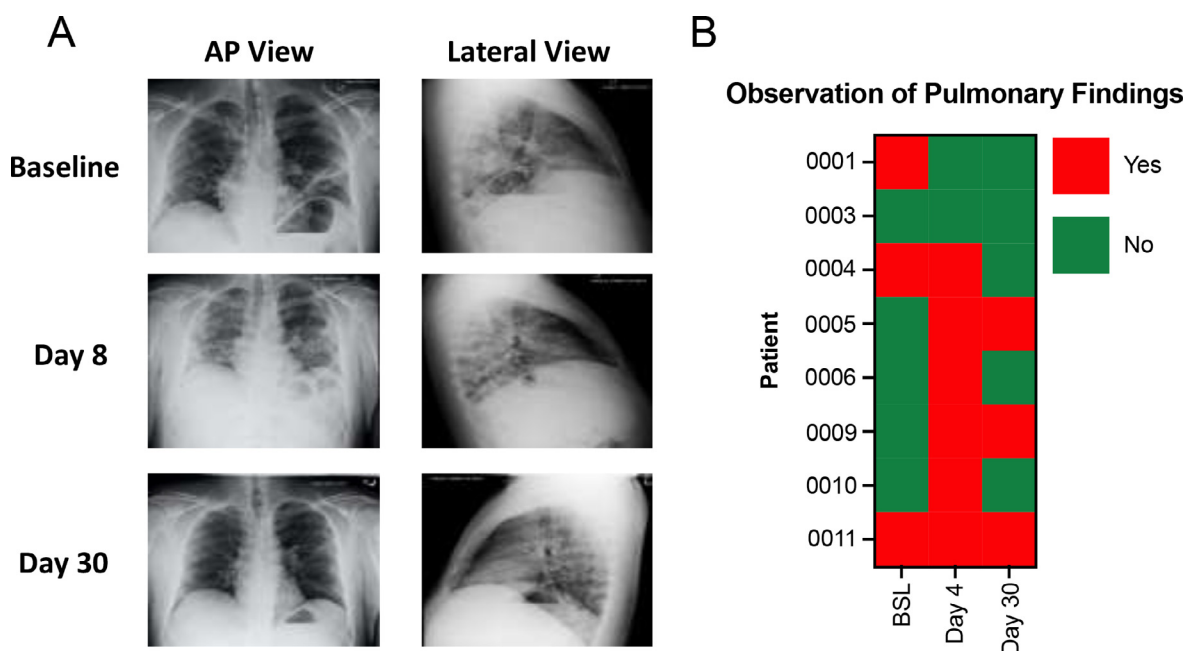 A
AP View
Lateral View
Baseline
Day 8
Day 30
B
Observation of Pulmonary Findings
Patient
0001
0003
0004
0005
0006
0009
0010
0011
BSL
Day 4
Day 30
Yes
No